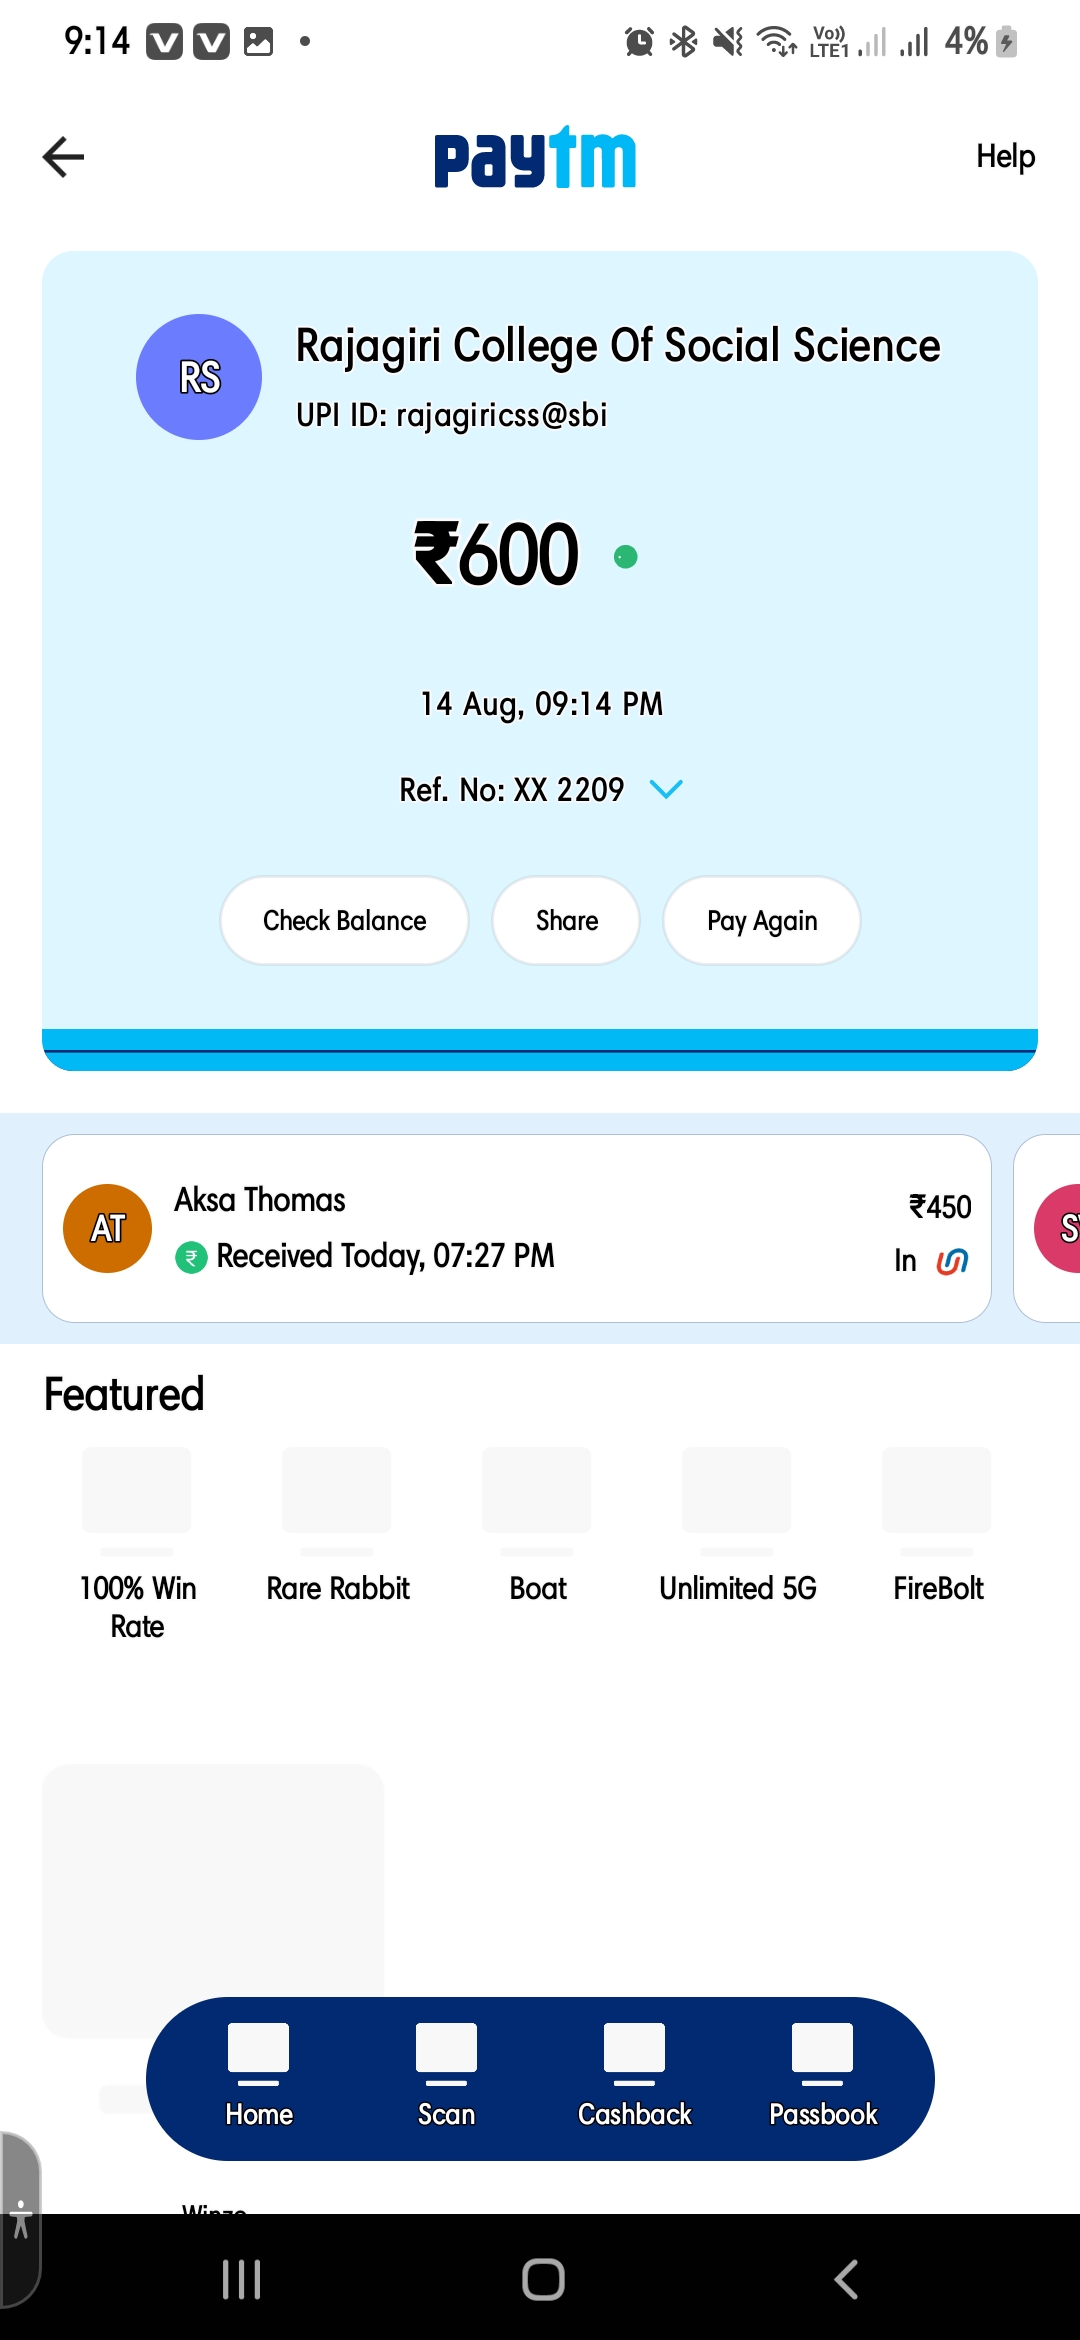 9:14
Vo)) LTE1
4%
paytm
Help
RS
Rajagiri College Of Social Science
UPI ID: rajagiricss@sbi
₹600
14 Aug, 09:14 PM
Ref. No: XX 2209
Check Balance
Share
Pay Again
AT
Aksa Thomas
₹450
₹ Received Today, 07:27 PM
In
Featured
100% Win Rate
Rare Rabbit
Boat
Unlimited 5G
FireBolt
Home
Scan
Cashback
Passbook